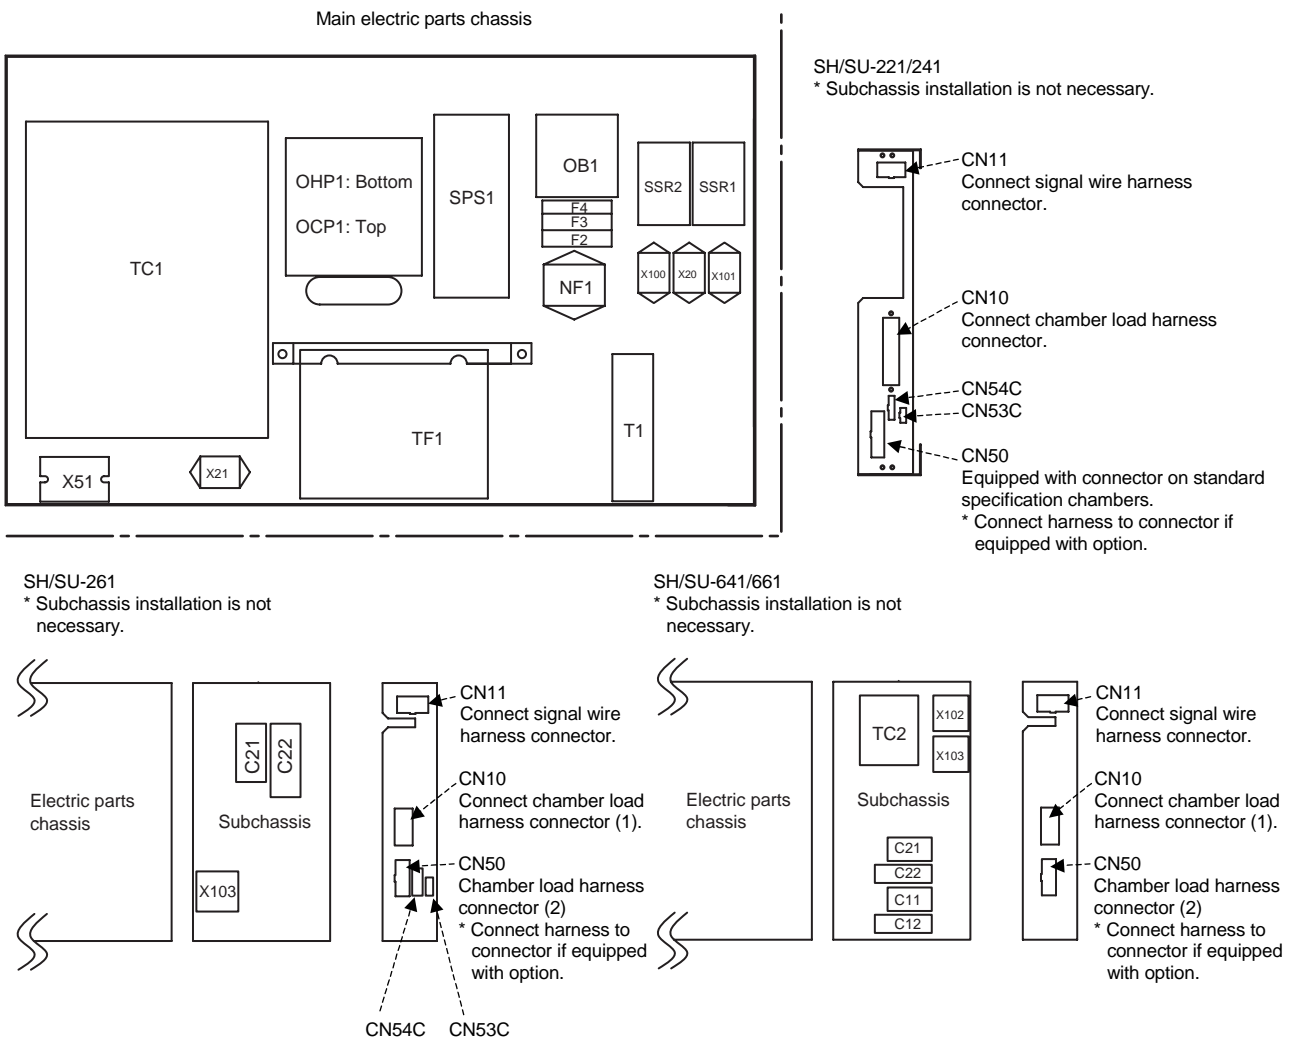 Main electric parts chassis
TC1
OHP1: Bottom
OCP1: Top
SPS1
OB1
F4
F3
F2
NF1
SSR2
SSR1
X100
X20
X101
TF1
T1
X51
X21
SH/SU-221/241
* Subchassis installation is not necessary.
CN11
Connect signal wire harness
connector.
CN10
Connect chamber load harness
connector.
CN54C
CN53C
CN50
Equipped with connector on standard
specification chambers.
* Connect harness to connector if
equipped with option.
SH/SU-261
* Subchassis installation is not
necessary.
Electric parts
chassis
C21
C22
Subchassis
X103
CN11
Connect signal wire
harness connector.
CN10
Connect chamber load
harness connector (1).
CN50
Chamber load harness
connector (2)
* Connect harness to
connector if equipped
with option.
CN54C
CN53C
SH/SU-641/661
* Subchassis installation is not
necessary.
Electric parts
chassis
TC2
X102
X103
Subchassis
C21
C22
C11
C12
CN11
Connect signal wire
harness connector.
CN10
Connect chamber load
harness connector (1).
CN50
Chamber load harness
connector (2)
* Connect harness to
connector if equipped
with option.